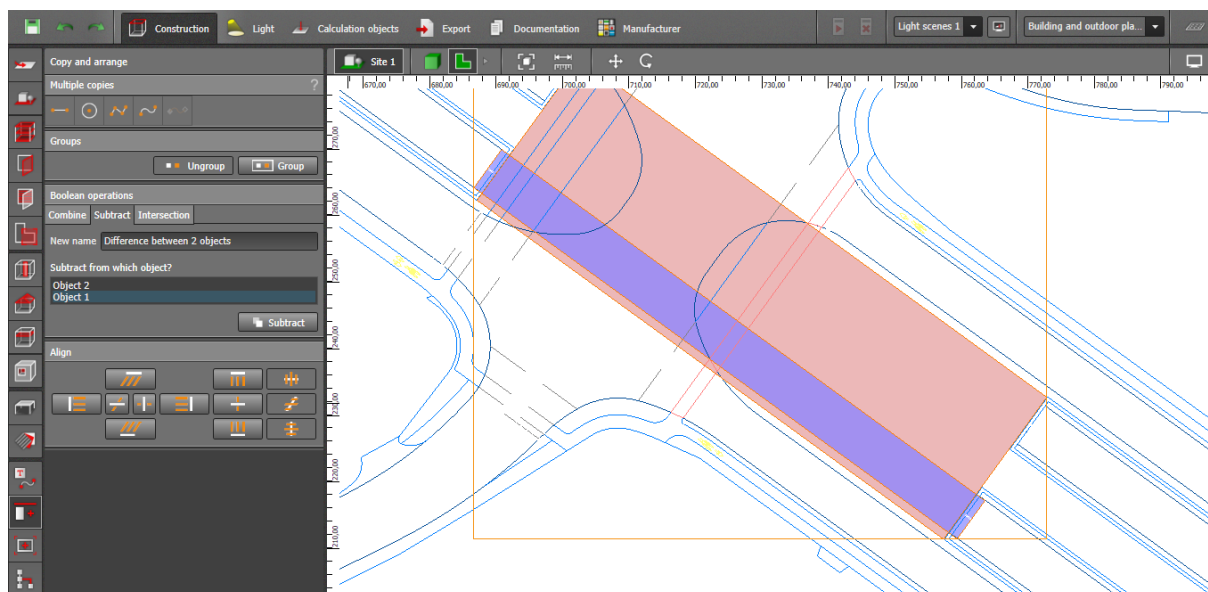 Construction
Light
Calculation objects
Export
Documentation
Manufacturer
Light scenes 1
Building and outdoor pla...
Copy and arrange
Site 1
Multiple copies
?
Groups
Ungroup
Group
Boolean operations
Combine
Subtract
Intersection
New name
Difference between 2 objects
Subtract from which object?
Object 2
Object 1
Subtract
Align
670,00
680,00
690,00
700,00
710,00
720,00
730,00
740,00
750,00
760,00
770,00
780,00
790,00
270,00
260,00
250,00
240,00
230,00
220,00
210,00